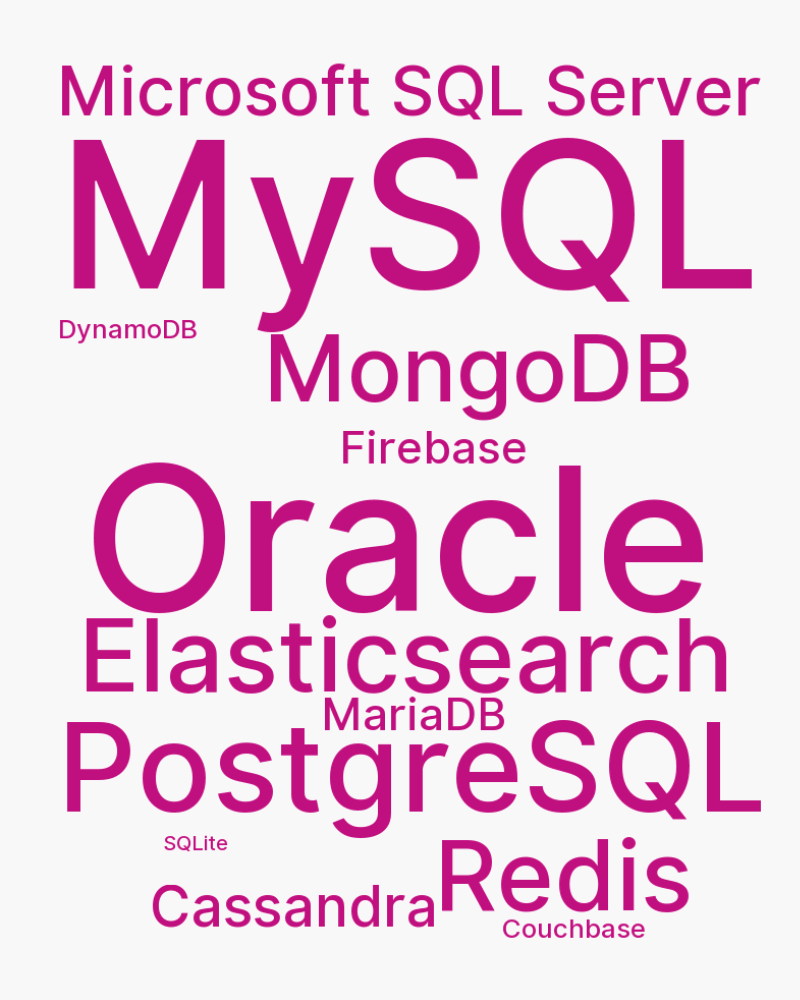 Microsoft SQL Server
MySQL
DynamoDB
MongoDB
Firebase
Oracle
Elasticsearch
MariaDB
PostgreSQL
SQLite
Redis
Cassandra
Couchbase